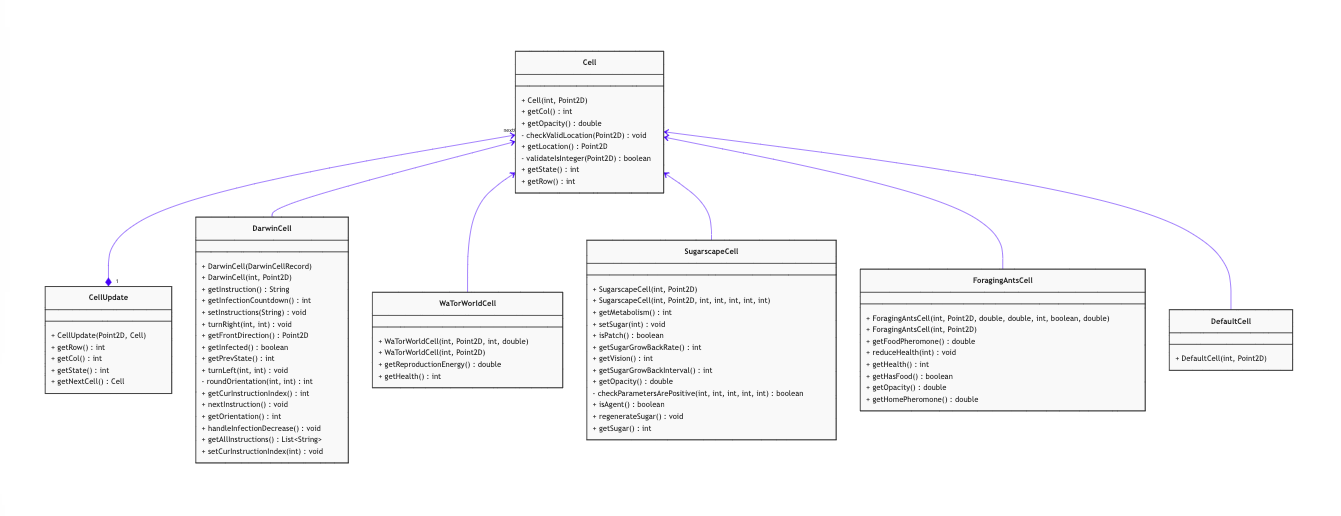 Cell
+ Cell(int, Point2D)
+ getCol() : int
+ getOpacity() : double
- checkValidLocation(Point2D) : void
+ getLocation() : Point2D
- validateIsInteger(Point2D) : boolean
+ getState() : int
+ getRow() : int
1
CellUpdate
+ CellUpdate(Point2D, Cell)
+ getRow() : int
+ getCol() : int
+ getState() : int
+ getNextCell() : Cell
DarwinCell
+ DarwinCell(DarwinCellRecord)
+ DarwinCell(int, Point2D)
+ getInstruction() : String
+ getInfectionCountdown() : int
+ setInstructions(String) : void
+ turnRight(int, int) : void
+ getFrontDirection() : Point2D
+ getInfected() : boolean
+ getPrevState() : int
+ turnLeft(int, int) : void
- roundOrientation(int, int) : int
+ getCurInstructionIndex() : int
+ nextInstruction() : void
+ getOrientation() : int
+ handleInfectionDecrease() : void
+ getAllInstructions() : List<String>
+ setCurInstructionIndex(int) : void
WaTorWorldCell
+ WaTorWorldCell(int, Point2D, int, double)
+ WaTorWorldCell(int, Point2D)
+ getReproductionEnergy() : double
+ getHealth() : int
SugarscapeCell
+ SugarscapeCell(int, Point2D)
+ SugarscapeCell(int, Point2D, int, int, int, int, int)
+ getMetabolism() : int
+ setSugar(int) : void
+ isPatch() : boolean
+ getSugarGrowBackRate() : int
+ getVision() : int
+ getSugarGrowBackInterval() : int
+ getOpacity() : double
- checkParametersArePositive(int, int, int, int, int) : boolean
+ isAgent() : boolean
+ regenerateSugar() : void
+ getSugar() : int
ForagingAntsCell
+ ForagingAntsCell(int, Point2D, double, double, int, boolean, double)
+ ForagingAntsCell(int, Point2D)
+ getFoodPheromone() : double
+ reduceHealth(int) : void
+ getHealth() : int
+ getHasFood() : boolean
+ getOpacity() : double
+ getHomePheromone() : double
DefaultCell
+ DefaultCell(int, Point2D)